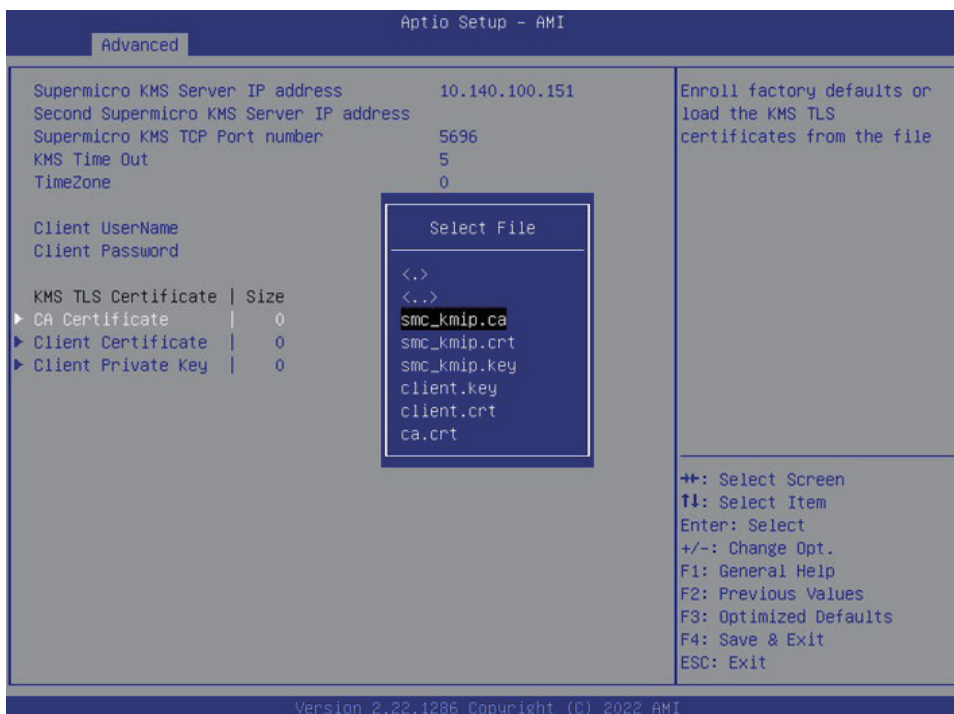 Aptio Setup – AMI
Advanced
Supermicro KMS Server IP address 10.140.100.151
Second Supermicro KMS Server IP address
Supermicro KMS TCP Port number 5696
KMS Time Out 5
TimeZone 0
Client UserName
Client Password
KMS TLS Certificate | Size
▶ CA Certificate | 0
▶ Client Certificate | 0
▶ Client Private Key | 0
Select File
<.>
<..>
smc_kmip.ca
smc_kmip.crt
smc_kmip.key
client.key
client.crt
ca.crt
Enroll factory defaults or
load the KMS TLS
certificates from the file
→←: Select Screen
↑↓: Select Item
Enter: Select
+/-: Change Opt.
F1: General Help
F2: Previous Values
F3: Optimized Defaults
F4: Save & Exit
ESC: Exit
Version 2.22.1286 Copyright (C) 2022 AMI